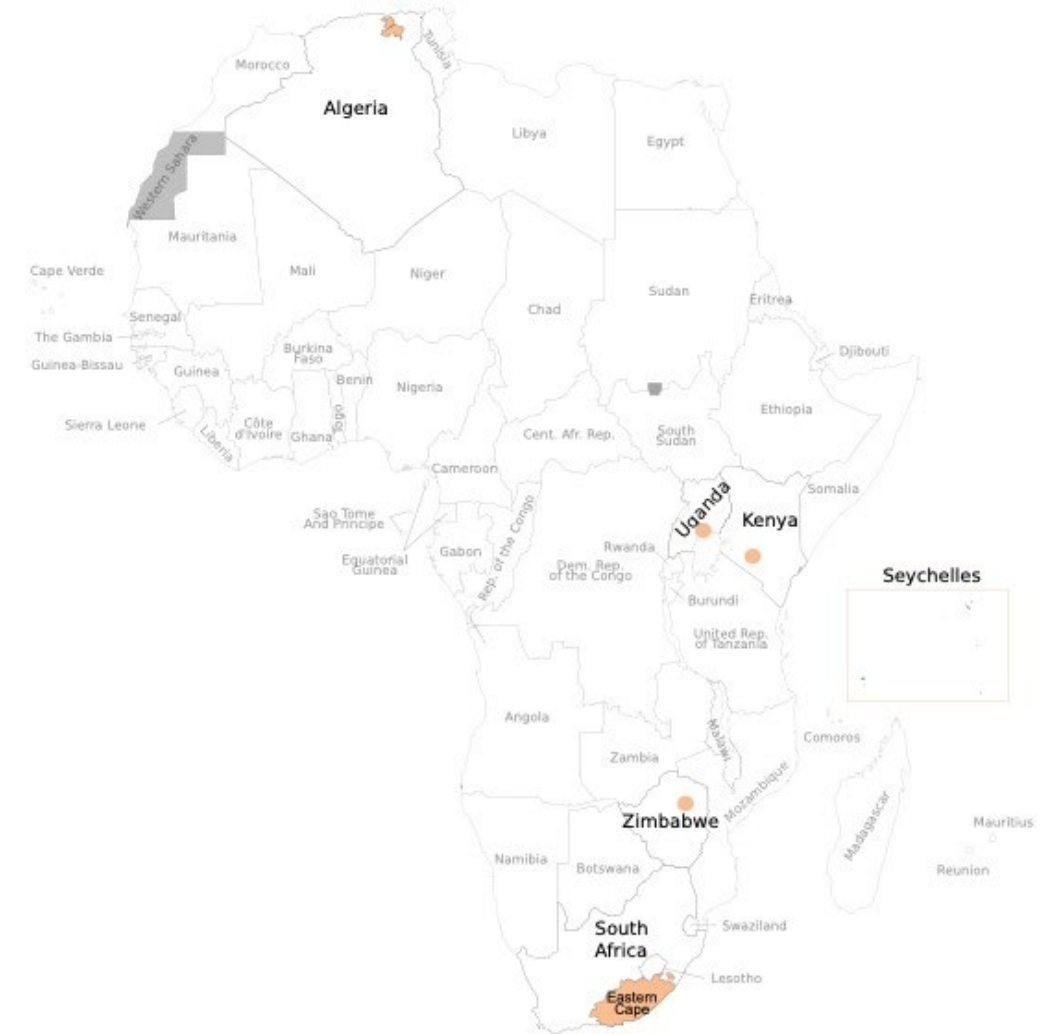 Tunisia
Morocco
Algeria
Libya
Egypt
Western Sahara
Mauritania
Cape Verde
Mali
Niger
Chad
Sudan
Eritrea
Senegal
The Gambia
Djibouti
Guinea-Bissau
Guinea
Burkina
Faso
Benin
Nigeria
Ethiopia
Sierra Leone
Liberia
Côte
d'Ivoire
Ghana
Togo
Cent. Afr. Rep.
South
Sudan
Cameroon
Somalia
Uganda
Kenya
Sao Tome
And Principe
Equatorial
Guinea
Gabon
Rep. of the Congo
Rwanda
Dem. Rep.
of the Congo
Seychelles
Burundi
United Rep.
of Tanzania
Angola
Malawi
Comoros
Zambia
Mozambique
Zimbabwe
Madagascar
Mauritius
Reunion
Namibia
Botswana
South
Africa
Swaziland
Lesotho
Eastern
Cape